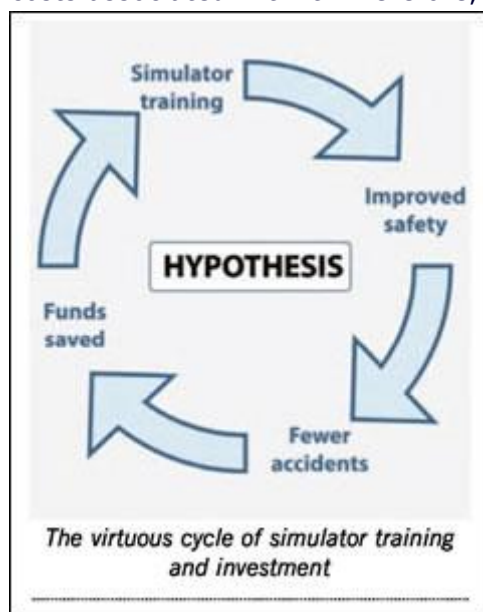 Simulator
training
Improved
safety
HYPOTHESIS
Funds
saved
Fewer
accidents
The virtuous cycle of simulator training
and investment